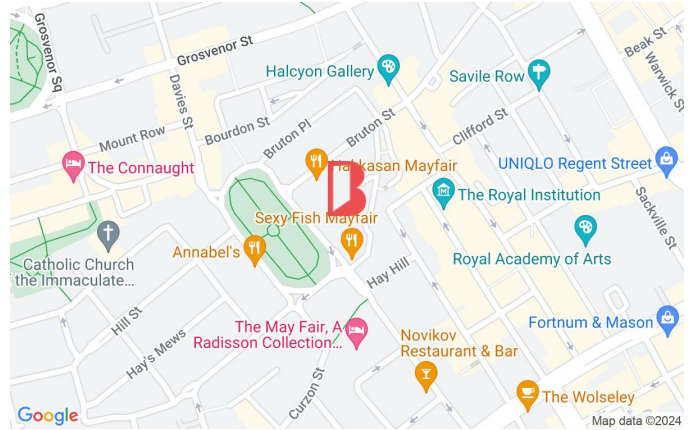 Grosvenor Sq
Grosvenor St
Davies St
Mount Row
Bourdon St
Bruton Pl
Bruton St
Halcyon Gallery
Savile Row
Clifford St
Beak St
Warwick St
The Connaught
Hakkasan Mayfair
B
UNIQLO Regent Street
The Royal Institution
Sackville St
Sexy Fish Mayfair
Annabel's
Royal Academy of Arts
Catholic Church
the Immaculate...
Hay Hill
Hill St
Hay's Mews
The May Fair, A
Radisson Collection...
Curzon St
Novikov
Restaurant & Bar
Fortnum & Mason
The Wolseley
Google
Map data ©2024